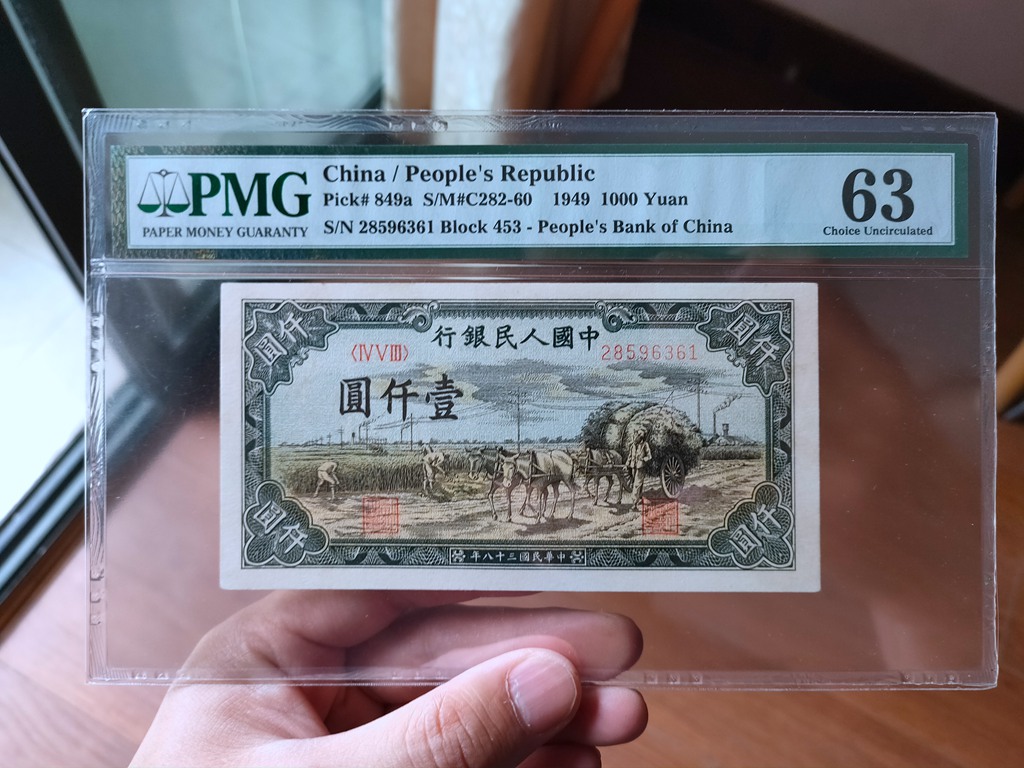 PMG
PAPER MONEY GUARANTY
China / People's Republic
Pick# 849a S/M#C282-60 1949 1000 Yuan
S/N 28596361 Block 453 - People's Bank of China
63
Choice Uncirculated
仟圓
圓仟
行銀民人國中
〈ⅣⅤⅢ〉
28596361
圓仟壹
圓仟
仟圓
年八十三國民華中